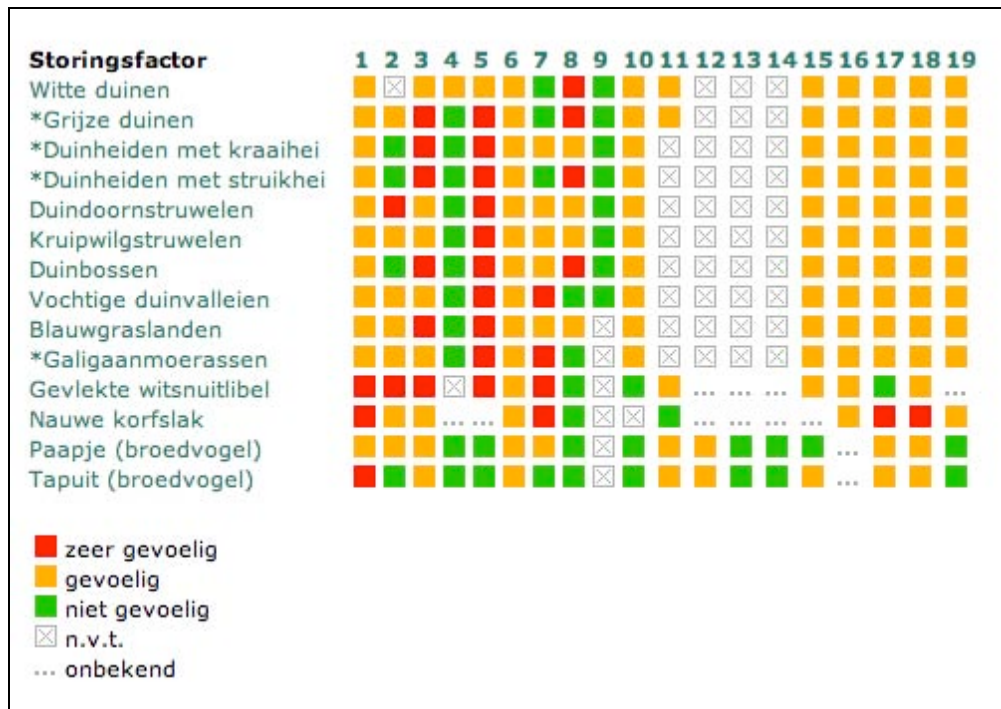 Storingsfactor 1 2 3 4 5 6 7 8 9 10 11 12 13 14 15 16 17 18 19
Witte duinen
*Grijze duinen
*Duinheiden met kraaihei
*Duinheiden met struikhei
Duindoornstruwelen
Kruipwilgstruwelen
Duinbossen
Vochtige duinvalleien
Blauwgraslanden
*Galigaanmoerassen
Gevlekte witsnuitlibel ... ... ... ...
Nauwe korfslak ... ... ... ... ... ...
Paapje (broedvogel) ...
Tapuit (broedvogel) ...
zeer gevoelig
gevoelig
niet gevoelig
n.v.t.
... onbekend